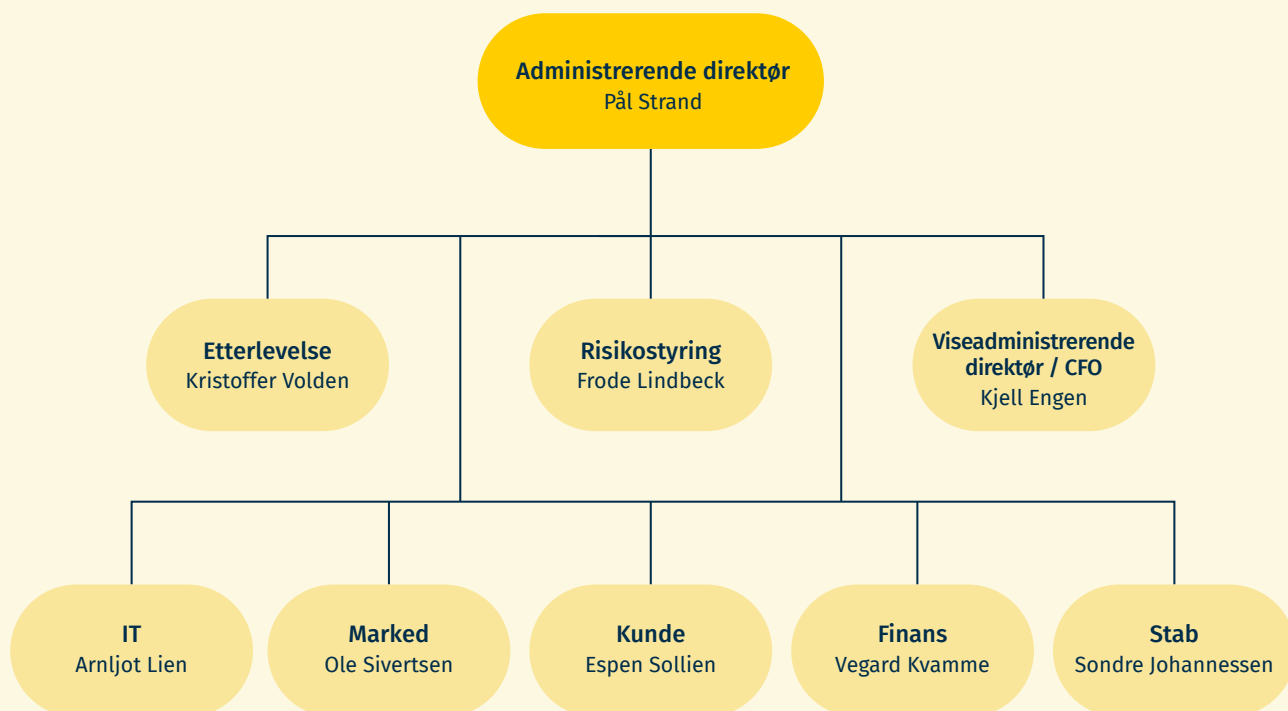 Administrerende direktør
Pål Strand
Etterlevelse
Kristoffer Volden
Risikostyring
Frode Lindbeck
Viseadministrerende
direktør / CFO
Kjell Engen
IT
Arnljot Lien
Marked
Ole Sivertsen
Kunde
Espen Sollien
Finans
Vegard Kvamme
Stab
Sondre Johannessen